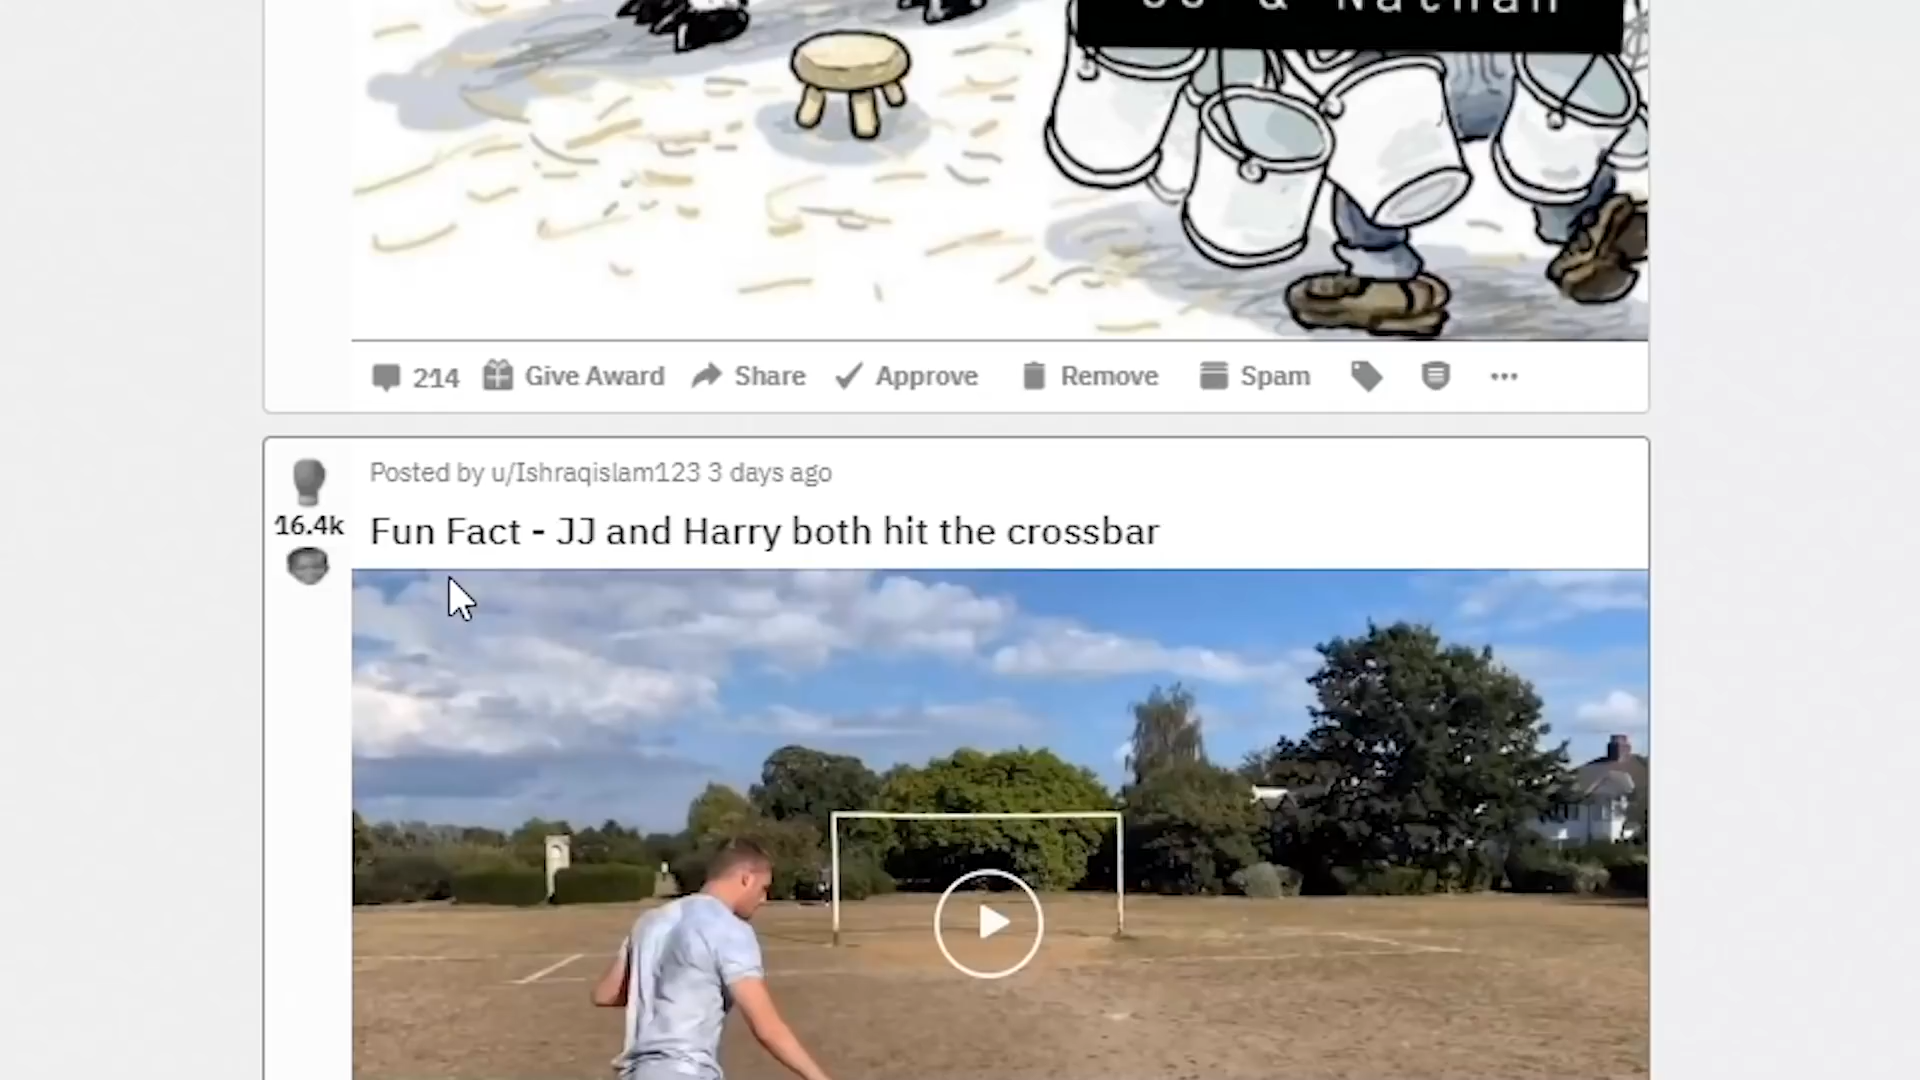 & Nathan
214 Give Award Share Approve Remove Spam
Posted by u/Ishraqislam123 3 days ago
16.4k
Fun Fact - JJ and Harry both hit the crossbar